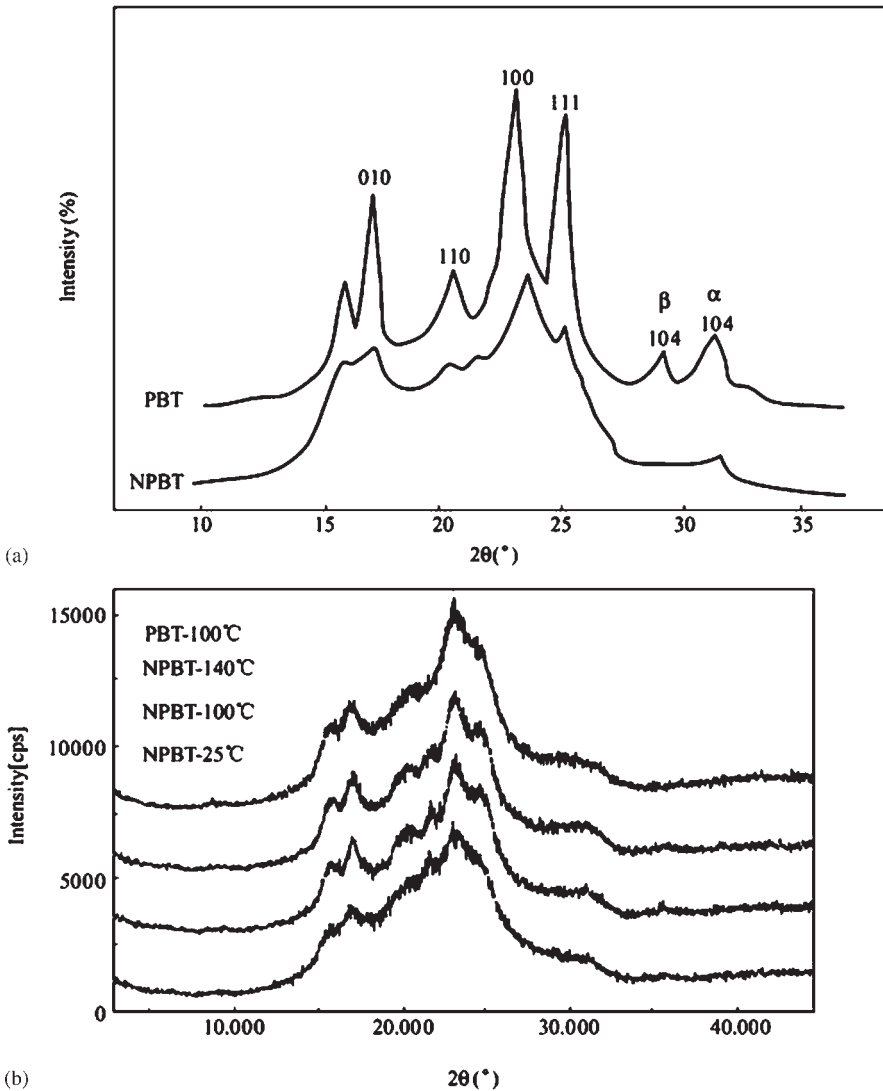 Intensity(%)
100
111
010
110
β
α
104
104
PBT
NPBT
10
15
20
25
30
35
2θ(°)
(a)
Intensity[cps]
15000
10000
5000
0
PBT-100℃
NPBT-140℃
NPBT-100℃
NPBT-25℃
10.000
20.000
30.000
40.000
2θ(°)
(b)